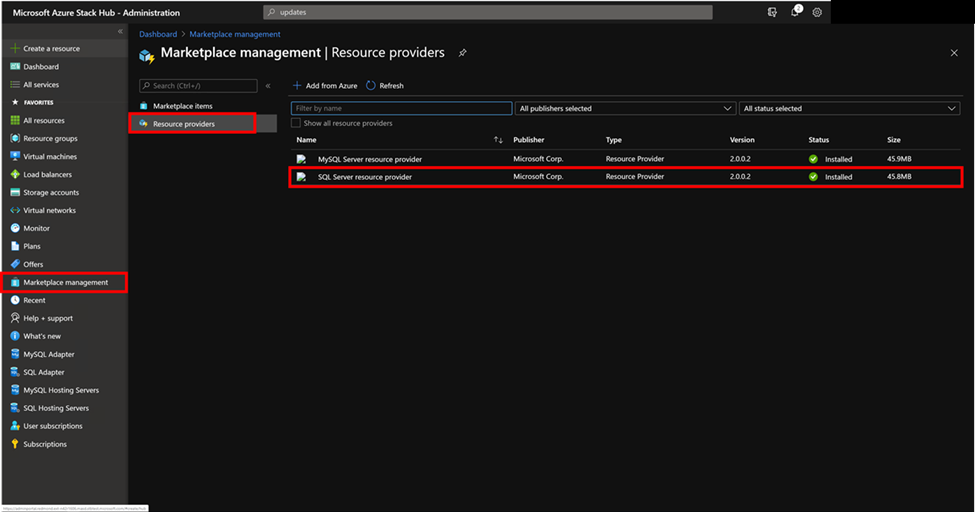 Microsoft Azure Stack Hub - Administration
updates
2
Create a resource
Dashboard
All services
FAVORITES
All resources
Resource groups
Virtual machines
Load balancers
Storage accounts
Virtual networks
Monitor
Plans
Offers
Marketplace management
Recent
Help + support
What's new
MySQL Adapter
SQL Adapter
MySQL Hosting Servers
SQL Hosting Servers
User subscriptions
Subscriptions
Dashboard > Marketplace management
Marketplace management | Resource providers
Search (Ctrl+/)
Marketplace items
Resource providers
Add from Azure Refresh
Filter by name All publishers selected All status selected
Show all resource providers
Name Publisher Type Version Status Size
MySQL Server resource provider Microsoft Corp. Resource Provider 2.0.0.2 Installed 45.9MB
SQL Server resource provider Microsoft Corp. Resource Provider 2.0.0.2 Installed 45.8MB